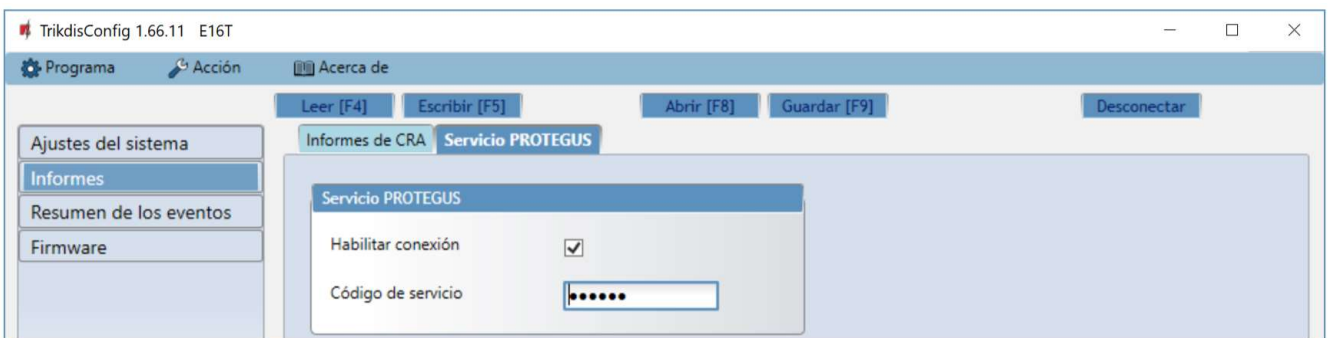 TrikdisConfig 1.66.11 E16T
Programa Acción Acerca de
Leer [F4] Escribir [F5] Abrir [F8] Guardar [F9] Desconectar
Ajustes del sistema
Informes
Resumen de los eventos
Firmware
Informes de CRA Servicio PROTEGUS
Servicio PROTEGUS
Habilitar conexión
Código de servicio ••••••